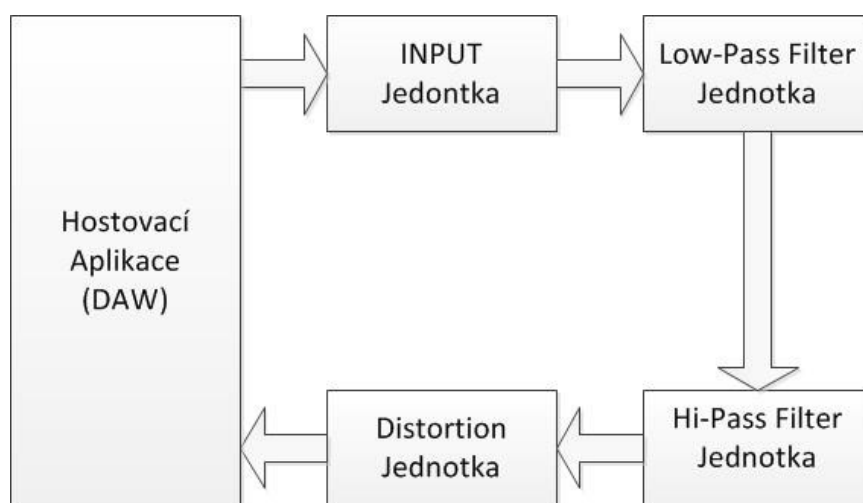 Hostovací
Aplikace
(DAW)
INPUT
Jedontka
Low-Pass Filter
Jednotka
Hi-Pass Filter
Jednotka
Distortion
Jednotka